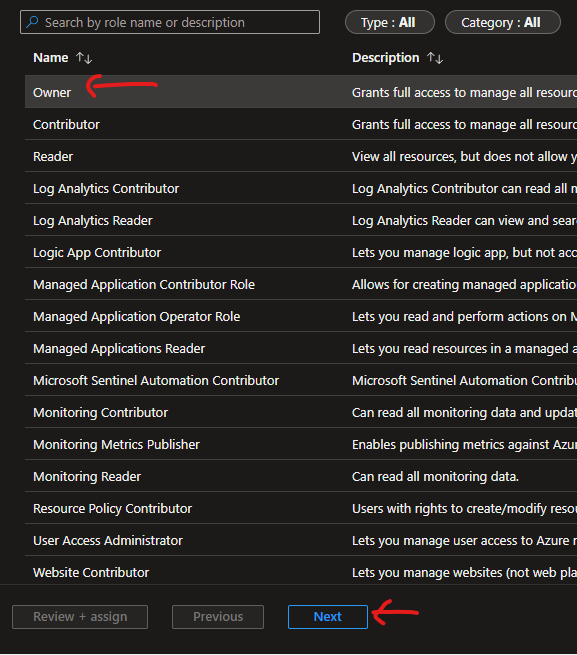 Search by role name or description Type : All Category : All
Name ↑↓ Description ↑↓
Owner Grants full access to manage all resourc
Contributor Grants full access to manage all resourc
Reader View all resources, but does not allow y
Log Analytics Contributor Log Analytics Contributor can read all m
Log Analytics Reader Log Analytics Reader can view and sear
Logic App Contributor Lets you manage logic app, but not acc
Managed Application Contributor Role Allows for creating managed applicatio
Managed Application Operator Role Lets you read and perform actions on M
Managed Applications Reader Lets you read resources in a managed a
Microsoft Sentinel Automation Contributor Microsoft Sentinel Automation Contribu
Monitoring Contributor Can read all monitoring data and updat
Monitoring Metrics Publisher Enables publishing metrics against Azur
Monitoring Reader Can read all monitoring data.
Resource Policy Contributor Users with rights to create/modify resou
User Access Administrator Lets you manage user access to Azure r
Website Contributor Lets you manage websites (not web pla
Review + assign Previous Next